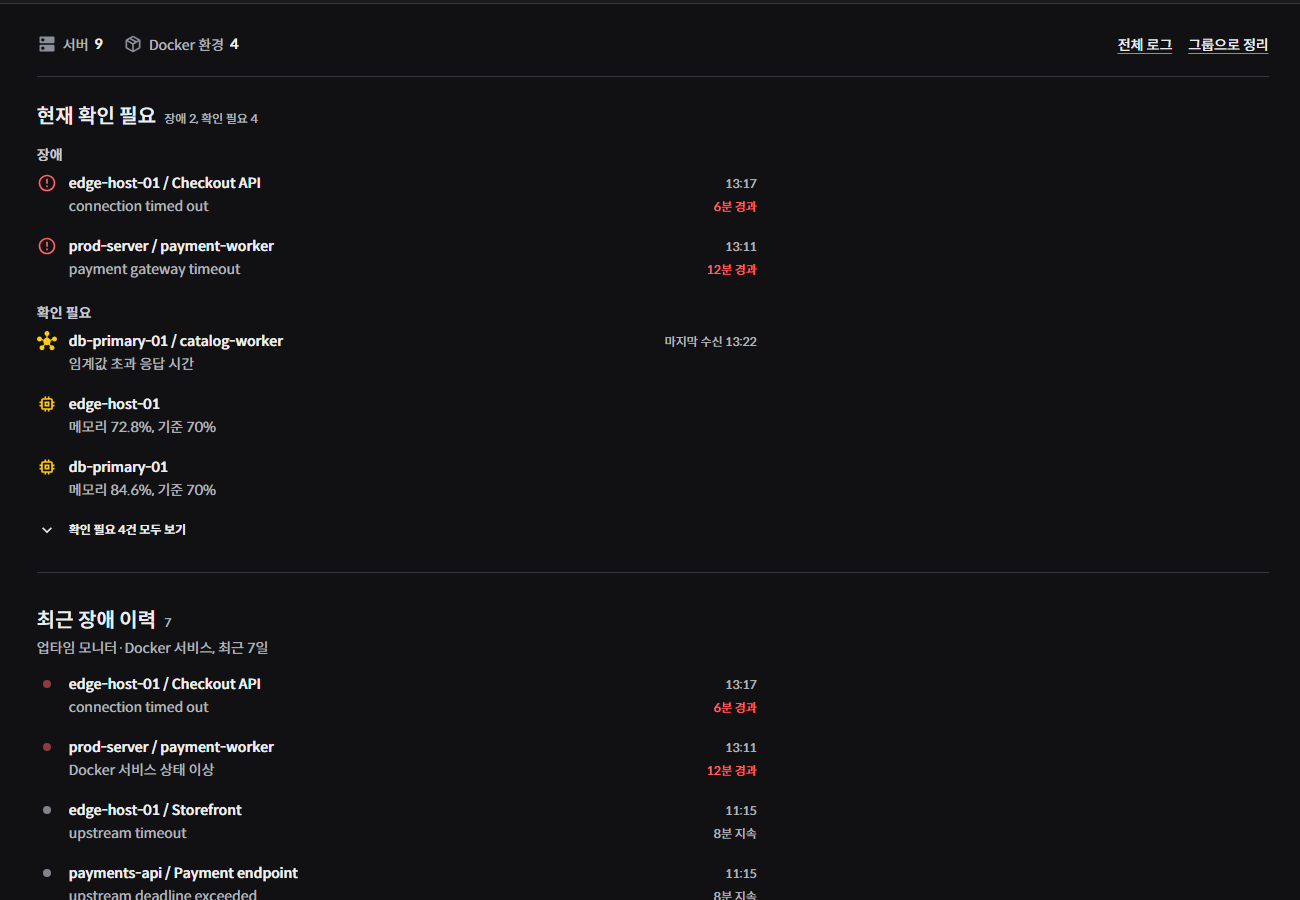 서버 9 Docker 환경 4 전체 로그 그룹으로 정리
현재 확인 필요 장애 2, 확인 필요 4
장애
edge-host-01 / Checkout API 13:17
connection timed out 6분 경과
prod-server / payment-worker 13:11
payment gateway timeout 12분 경과
확인 필요
db-primary-01 / catalog-worker 마지막 수신 13:22
임계값 초과 응답 시간
edge-host-01
메모리 72.8%, 기준 70%
db-primary-01
메모리 84.6%, 기준 70%
확인 필요 4건 모두 보기
최근 장애 이력 7
업타임 모니터 · Docker 서비스, 최근 7일
edge-host-01 / Checkout API 13:17
connection timed out 6분 경과
prod-server / payment-worker 13:11
Docker 서비스 상태 이상 12분 경과
edge-host-01 / Storefront 11:15
upstream timeout 8분 지속
payments-api / Payment endpoint 11:15
upstream deadline exceeded 8분 지속